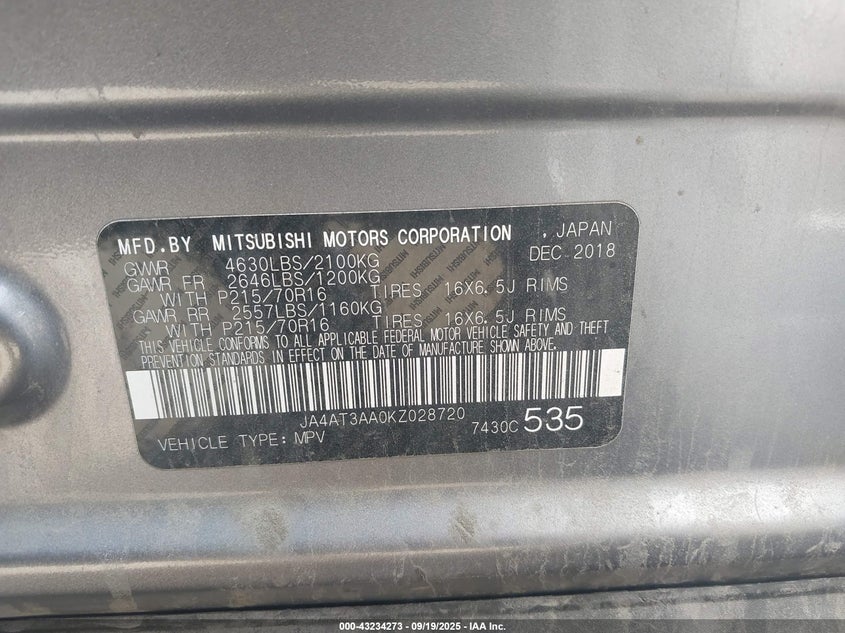 MFD.BY MITSUBISHI MOTORS CORPORATION , JAPAN
GVWR 4630LBS/2100KG DEC 2018
GAWR FR 2646LBS/1200KG
WITH P215/70R16 TIRES, 16X6.5J RIMS
GAWR RR 2557LBS/1160KG
WITH P215/70R16 TIRES, 16X6.5J RIMS
THIS VEHICLE CONFORMS TO ALL APPLICABLE FEDERAL MOTOR VEHICLE SAFETY AND THEFT
PREVENTION STANDARDS IN EFFECT ON THE DATE OF MANUFACTURE SHOWN ABOVE.
JA4AT3AA0KZ028720
VEHICLE TYPE: MPV 7430C 535
000-43234273 - 09/19/2025 - IAA Inc.